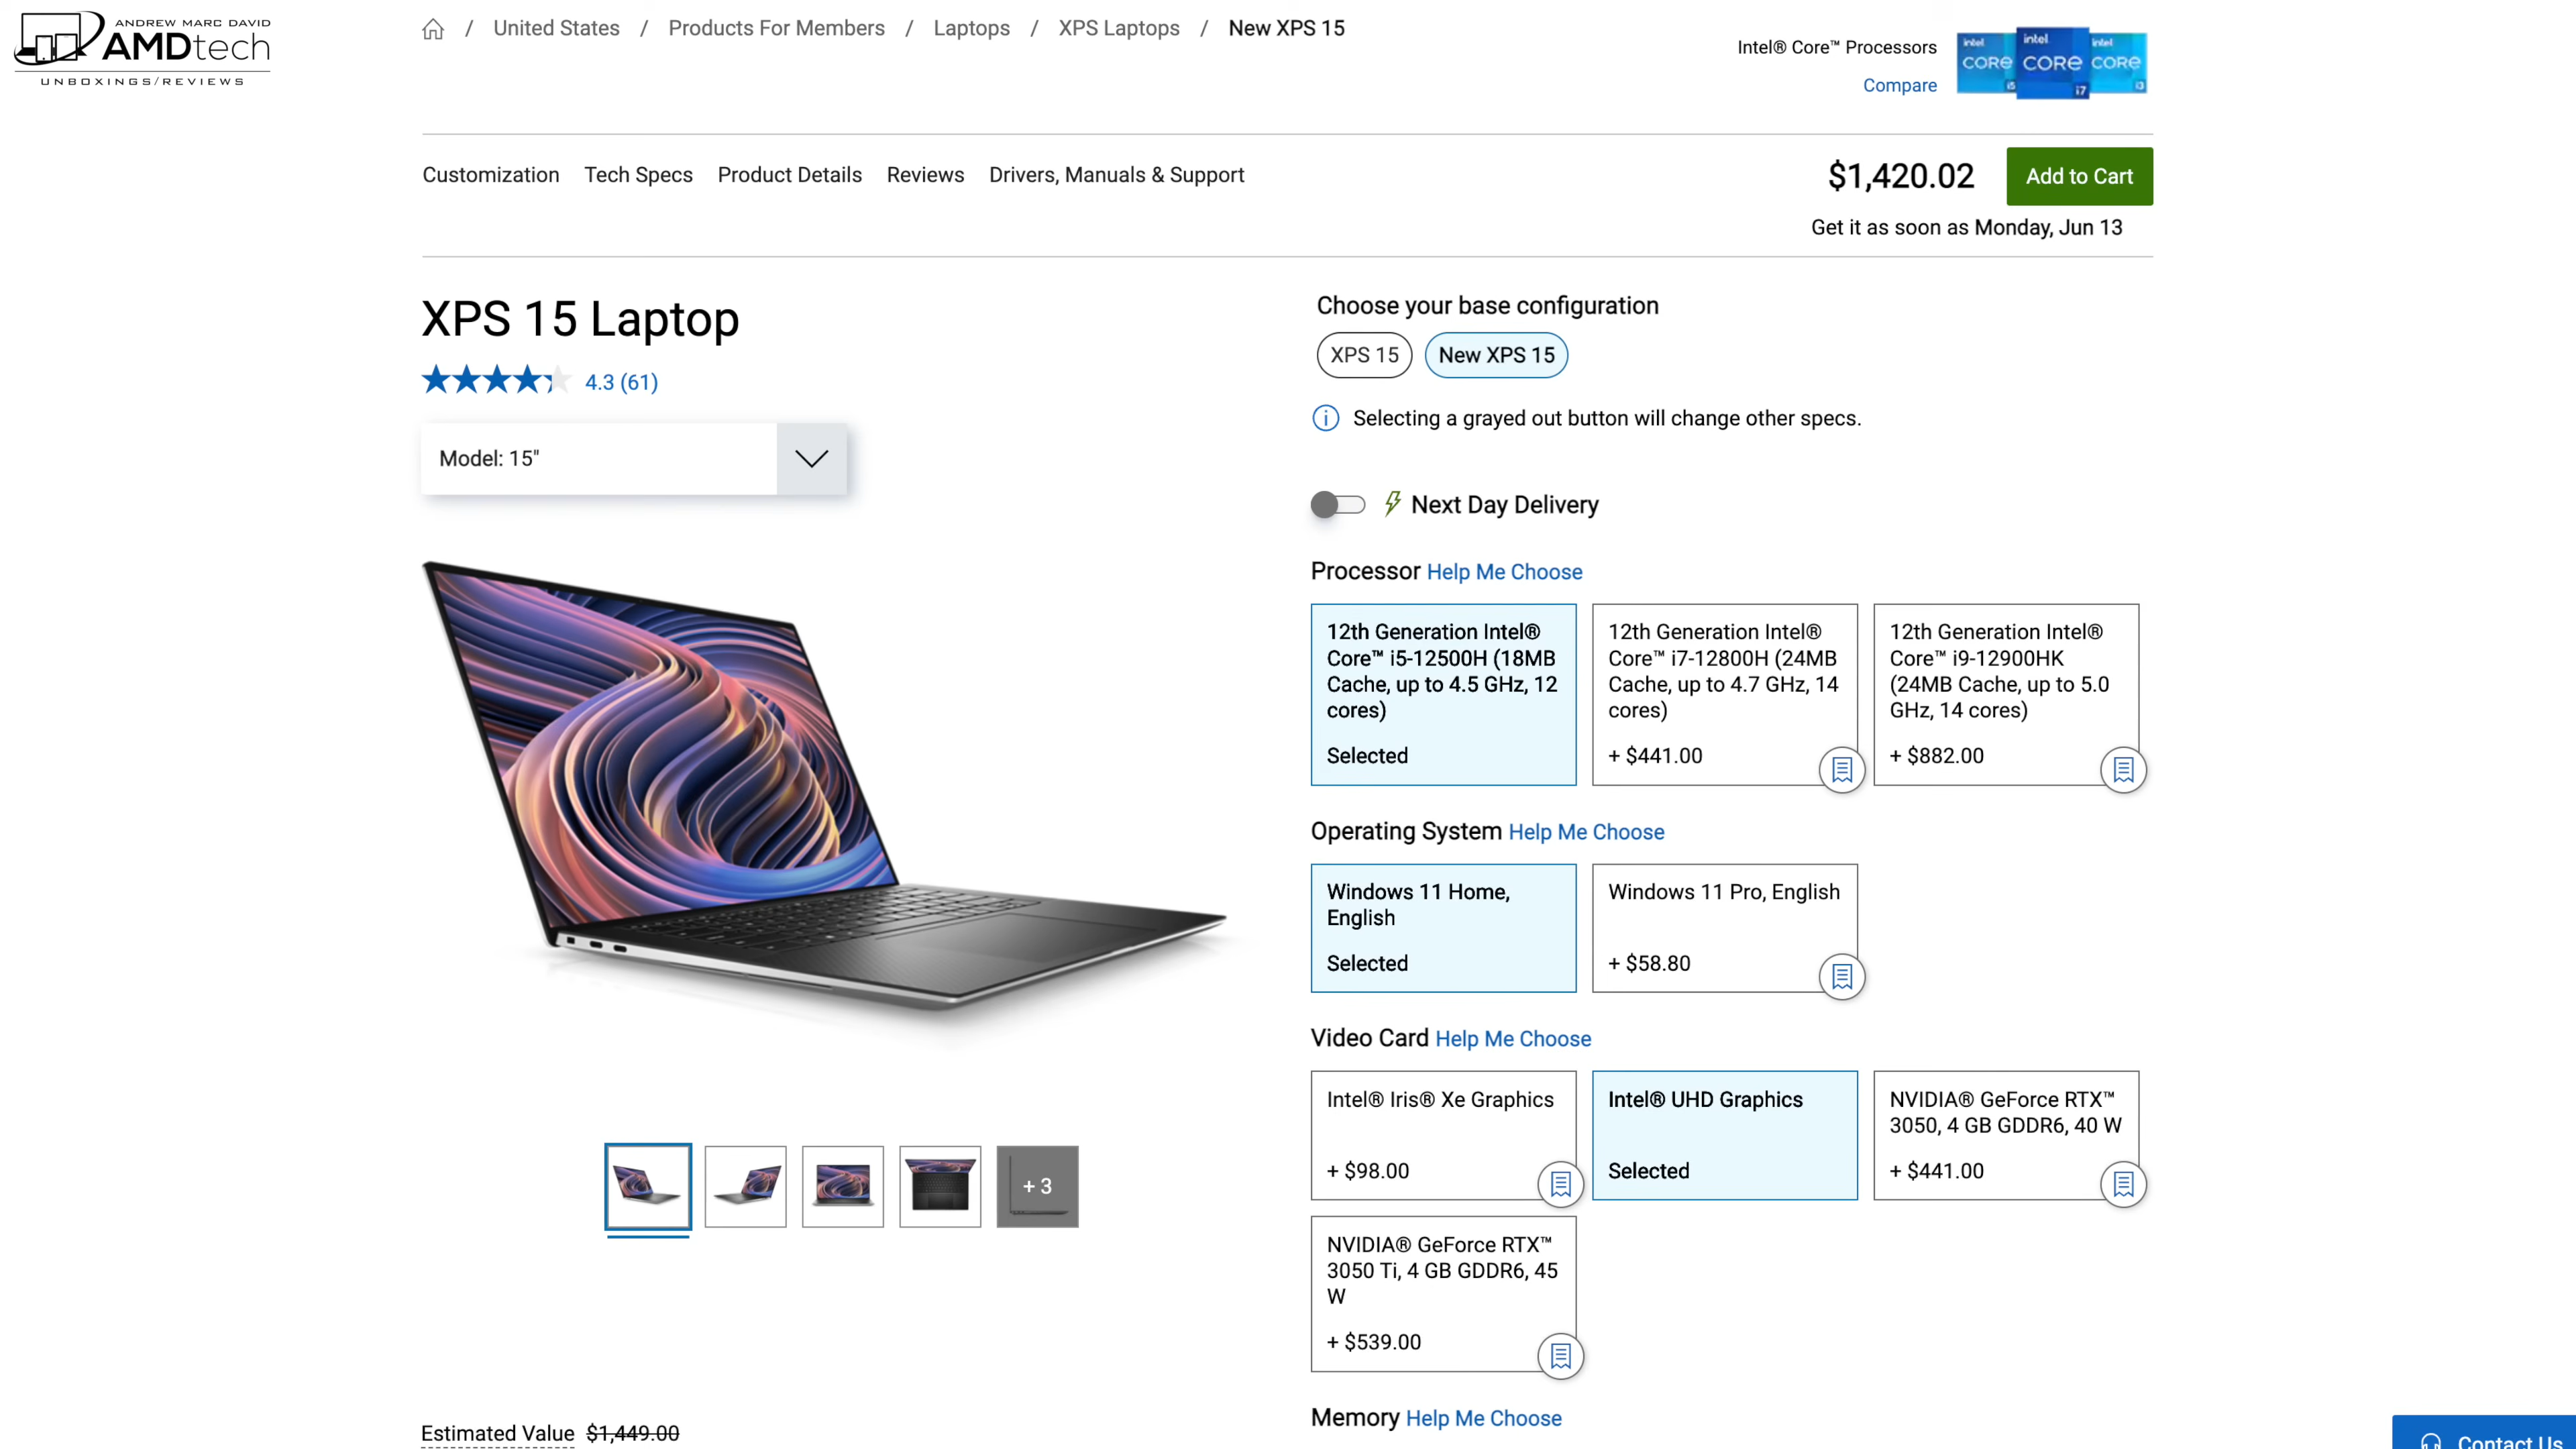 ANDREW MARC DAVID
AMDtech
UNBOXINGS/REVIEWS
/ United States / Products For Members / Laptops / XPS Laptops / New XPS 15
Intel® Core™ Processors
Compare
intel CORE i5
intel CORE i7
intel CORE i3
Customization Tech Specs Product Details Reviews Drivers, Manuals & Support
$1,420.02
Add to Cart
Get it as soon as Monday, Jun 13
XPS 15 Laptop
4.3 (61)
Model: 15"
Choose your base configuration
XPS 15
New XPS 15
Selecting a grayed out button will change other specs.
Next Day Delivery
Processor Help Me Choose
12th Generation Intel®
Core™ i5-12500H (18MB
Cache, up to 4.5 GHz, 12
cores)
Selected
12th Generation Intel®
Core™ i7-12800H (24MB
Cache, up to 4.7 GHz, 14
cores)
+ $441.00
12th Generation Intel®
Core™ i9-12900HK
(24MB Cache, up to 5.0
GHz, 14 cores)
+ $882.00
Operating System Help Me Choose
Windows 11 Home,
English
Selected
Windows 11 Pro, English
+ $58.80
Video Card Help Me Choose
Intel® Iris® Xe Graphics
+ $98.00
Intel® UHD Graphics
Selected
NVIDIA® GeForce RTX™
3050, 4 GB GDDR6, 40 W
+ $441.00
NVIDIA® GeForce RTX™
3050 Ti, 4 GB GDDR6, 45
W
+ $539.00
+ 3
Memory Help Me Choose
Estimated Value $1,449.00
Contact Us